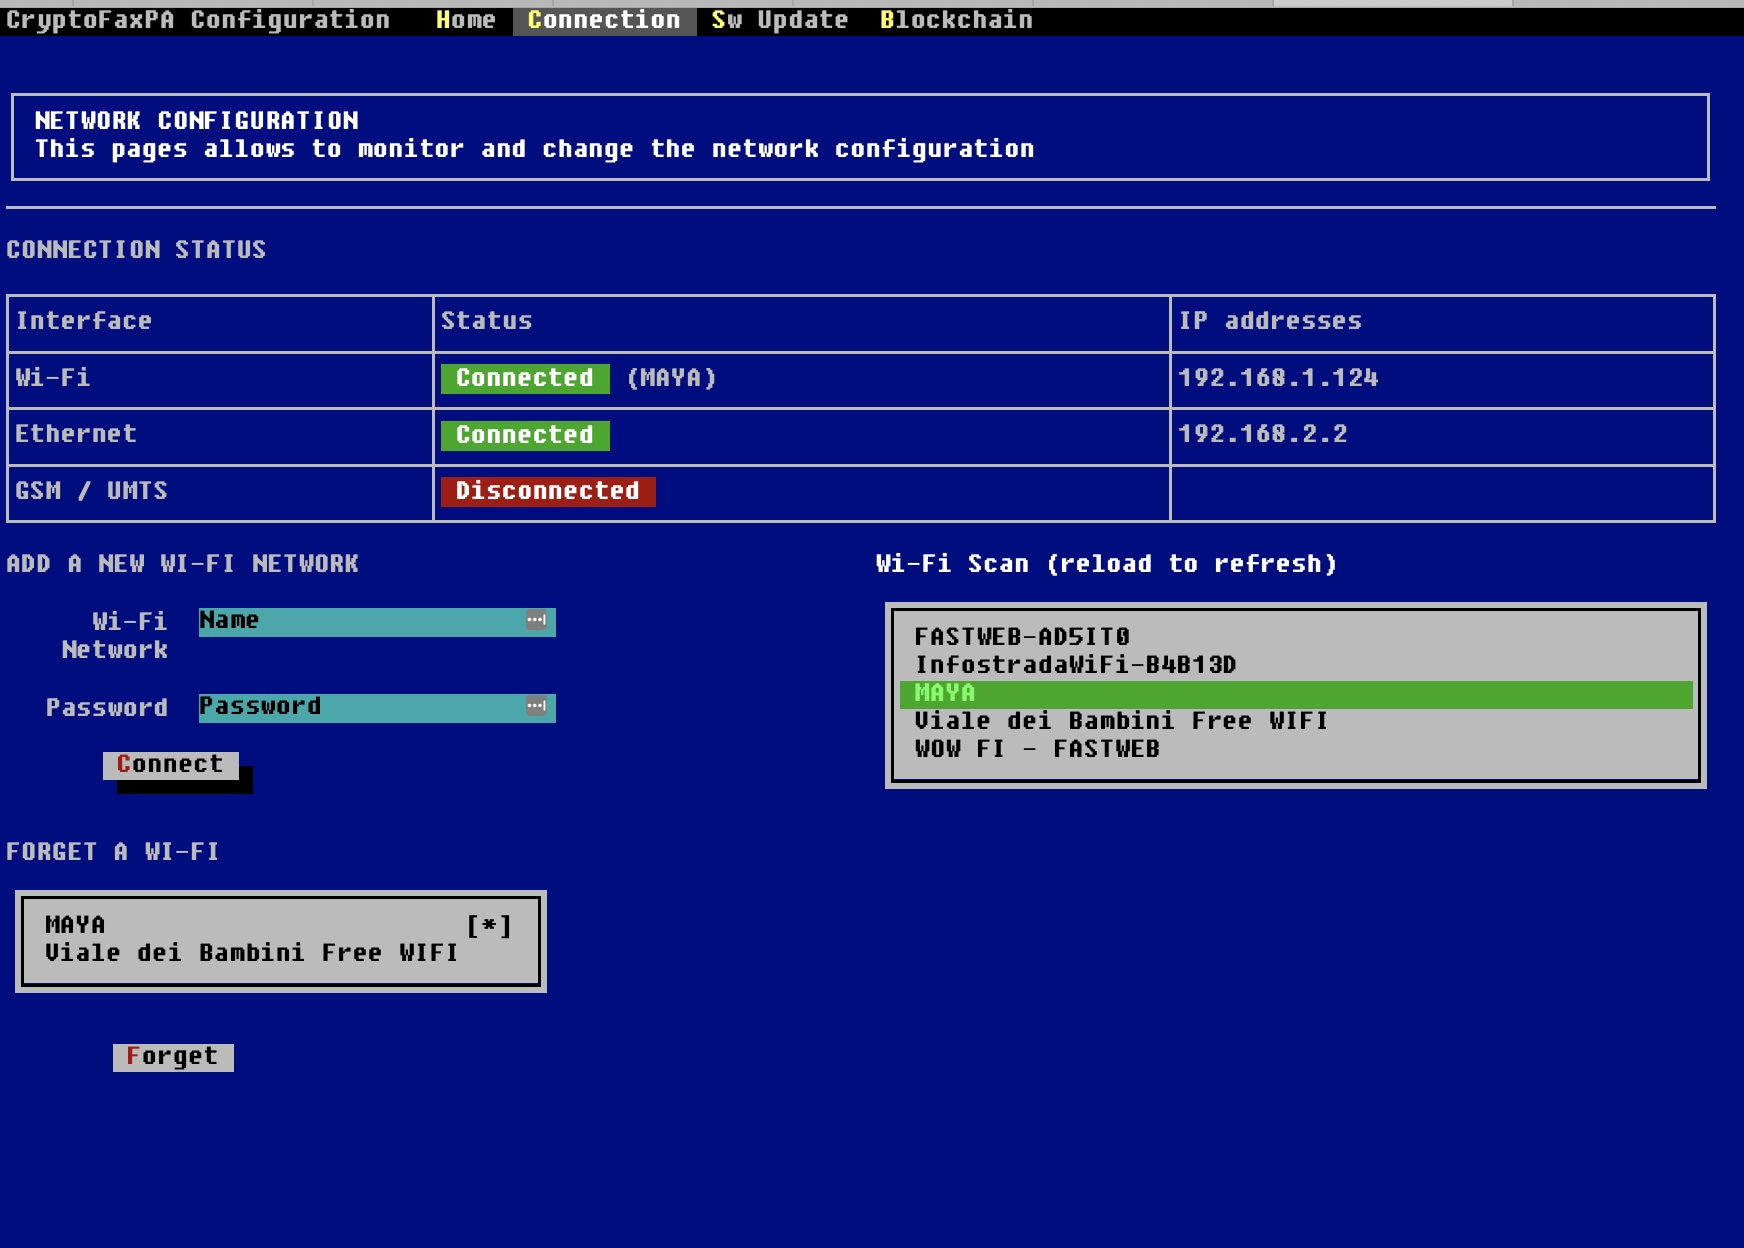 CryptoFaxPA Configuration Home Connection Sw Update Blockchain
NETWORK CONFIGURATION
This pages allows to monitor and change the network configuration
CONNECTION STATUS
Interface Status IP addresses
Wi-Fi Connected (MAYA) 192.168.1.124
Ethernet Connected 192.168.2.2
GSM / UMTS Disconnected
ADD A NEW WI-FI NETWORK
Wi-Fi Network Name
Password Password
Connect
Wi-Fi Scan (reload to refresh)
FASTWEB-AD5IT0
InfostradaWiFi-B4B13D
MAYA
Viale dei Bambini Free WIFI
WOW FI - FASTWEB
FORGET A WI-FI
MAYA [*]
Viale dei Bambini Free WIFI
Forget